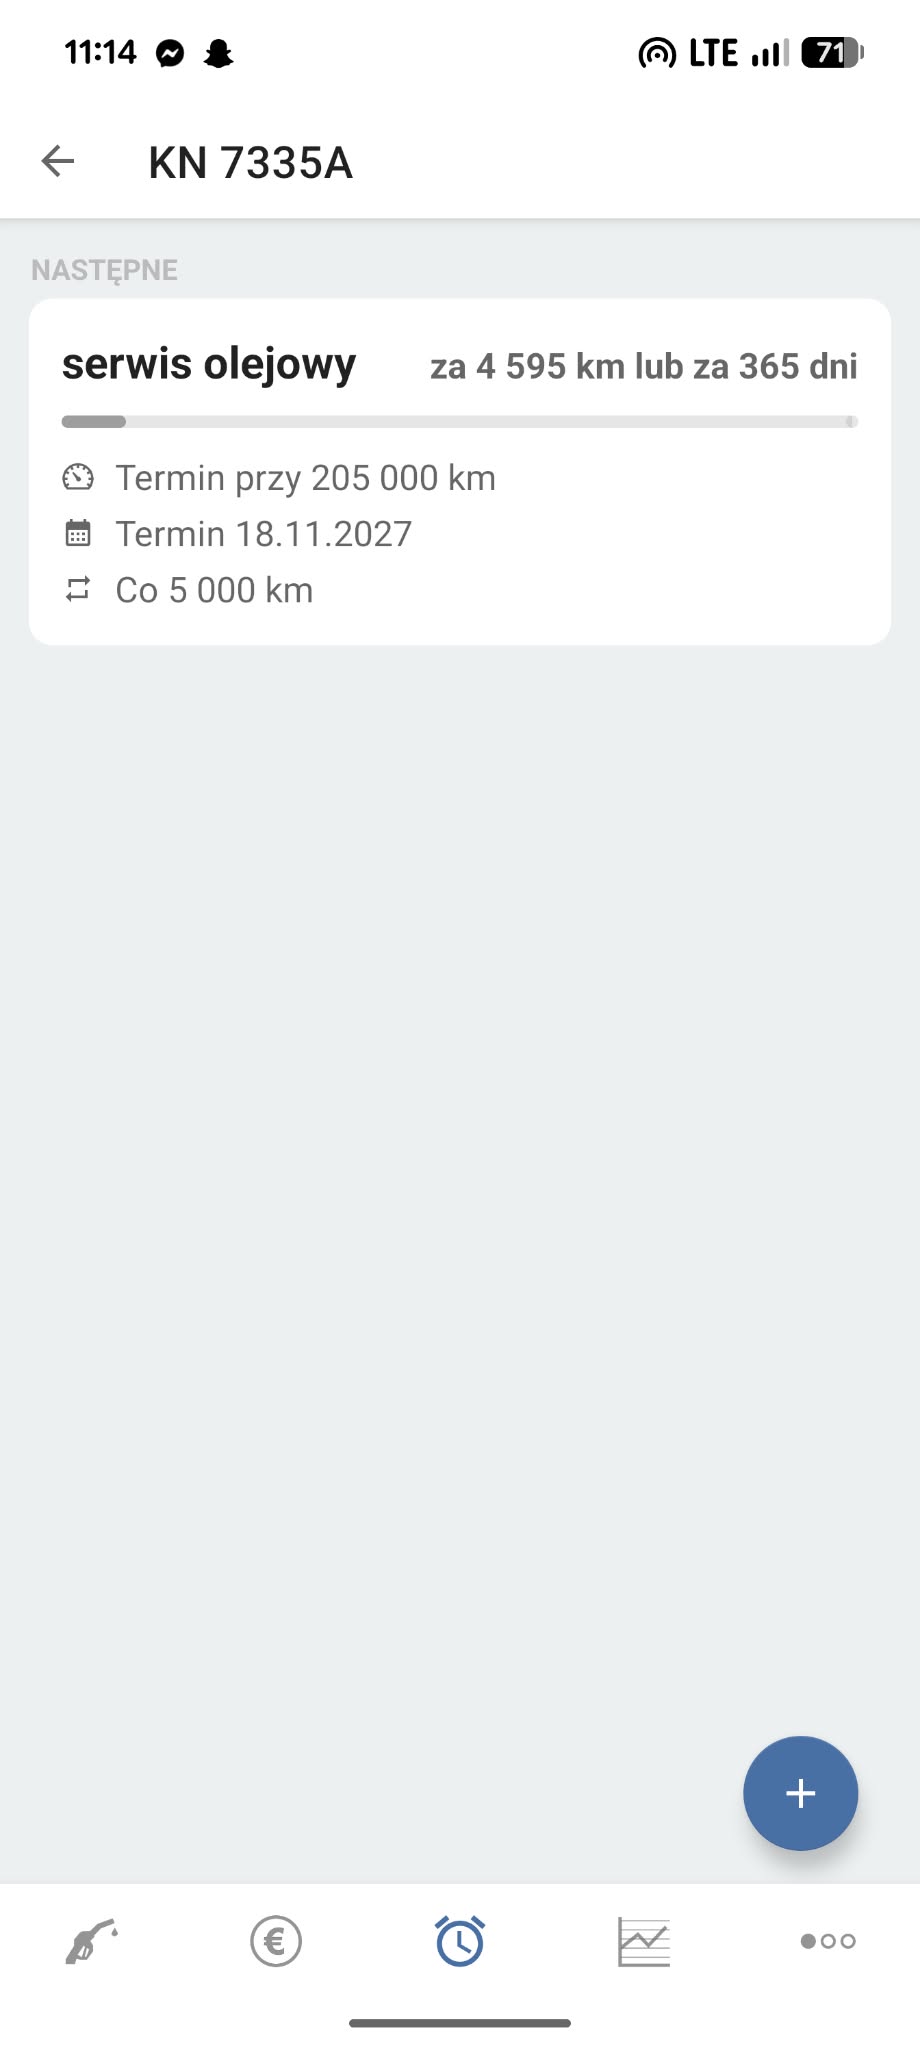 11:14 LTE 71
KN 7335A
NASTĘPNE
serwis olejowy za 4 595 km lub za 365 dni
Termin przy 205 000 km
Termin 18.11.2027
Co 5 000 km
+
€